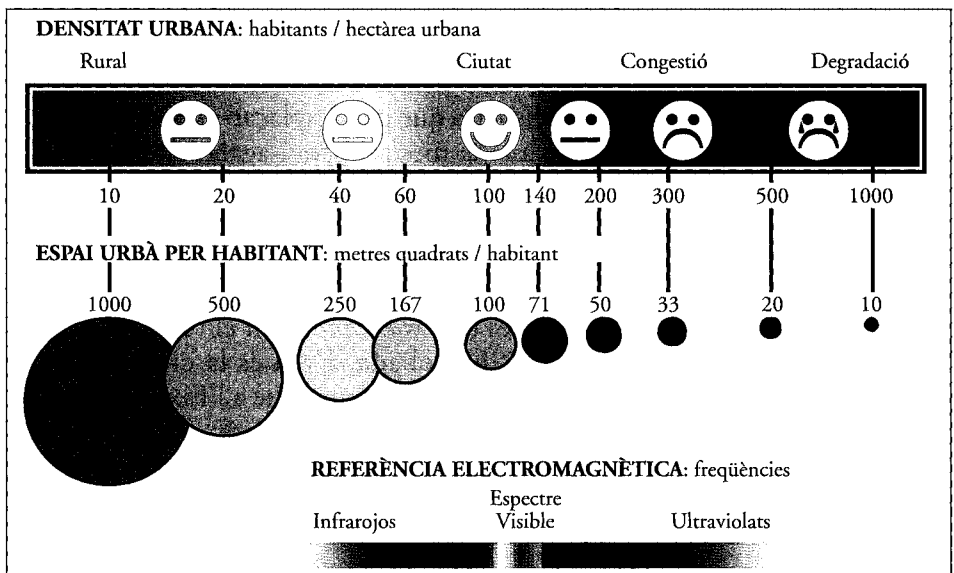 DENSITAT URBANA: habitants / hectàrea urbana
Rural Ciutat Congestió Degradació
10 20 40 60 100 140 200 300 500 1000
ESPAI URBÀ PER HABITANT: metres quadrats / habitant
1000 500 250 167 100 71 50 33 20 10
REFERÈNCIA ELECTROMAGNÈTICA: freqüències
Espectre
Infrarojos Visible Ultraviolats